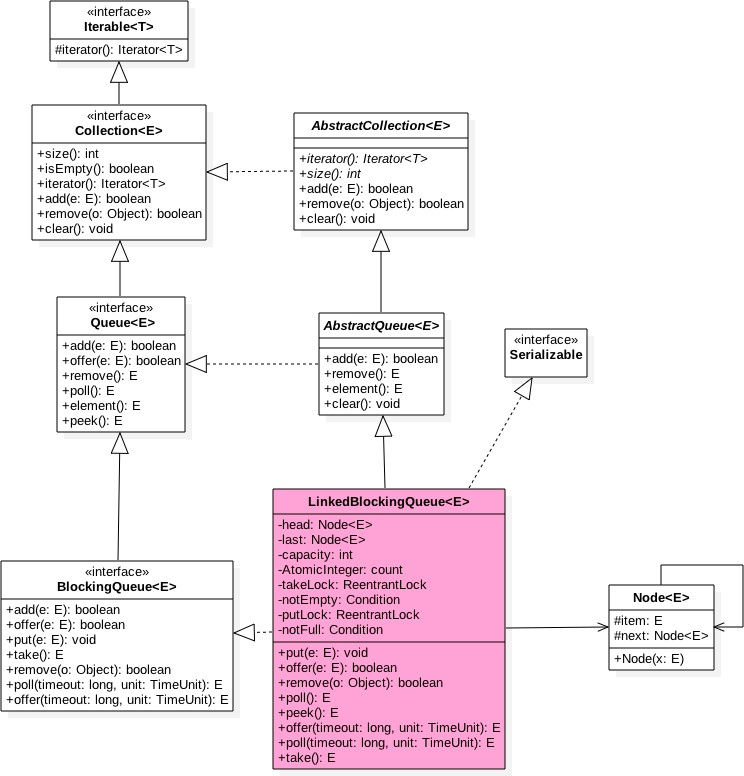 «interface»
Iterable<T>
#iterator(): Iterator<T>
«interface»
Collection<E>
+size(): int
+isEmpty(): boolean
+iterator(): Iterator<T>
+add(e: E): boolean
+remove(o: Object): boolean
+clear(): void
AbstractCollection<E>
+iterator(): Iterator<T>
+size(): int
+add(e: E): boolean
+remove(o: Object): boolean
+clear(): void
«interface»
Queue<E>
+add(e: E): boolean
+offer(e: E): boolean
+remove(): E
+poll(): E
+element(): E
+peek(): E
AbstractQueue<E>
+add(e: E): boolean
+remove(): E
+element(): E
+clear(): void
«interface»
Serializable
«interface»
BlockingQueue<E>
+add(e: E): boolean
+offer(e: E): boolean
+put(e: E): void
+take(): E
+remove(o: Object): boolean
+poll(timeout: long, unit: TimeUnit): E
+offer(timeout: long, unit: TimeUnit): E
LinkedBlockingQueue<E>
-head: Node<E>
-last: Node<E>
-capacity: int
-AtomicInteger: count
-takeLock: ReentrantLock
-notEmpty: Condition
-putLock: ReentrantLock
-notFull: Condition
+put(e: E): void
+offer(e: E): boolean
+remove(o: Object): boolean
+poll(): E
+peek(): E
+offer(timeout: long, unit: TimeUnit): E
+poll(timeout: long, unit: TimeUnit): E
+take(): E
Node<E>
#item: E
#next: Node<E>
+Node(x: E)